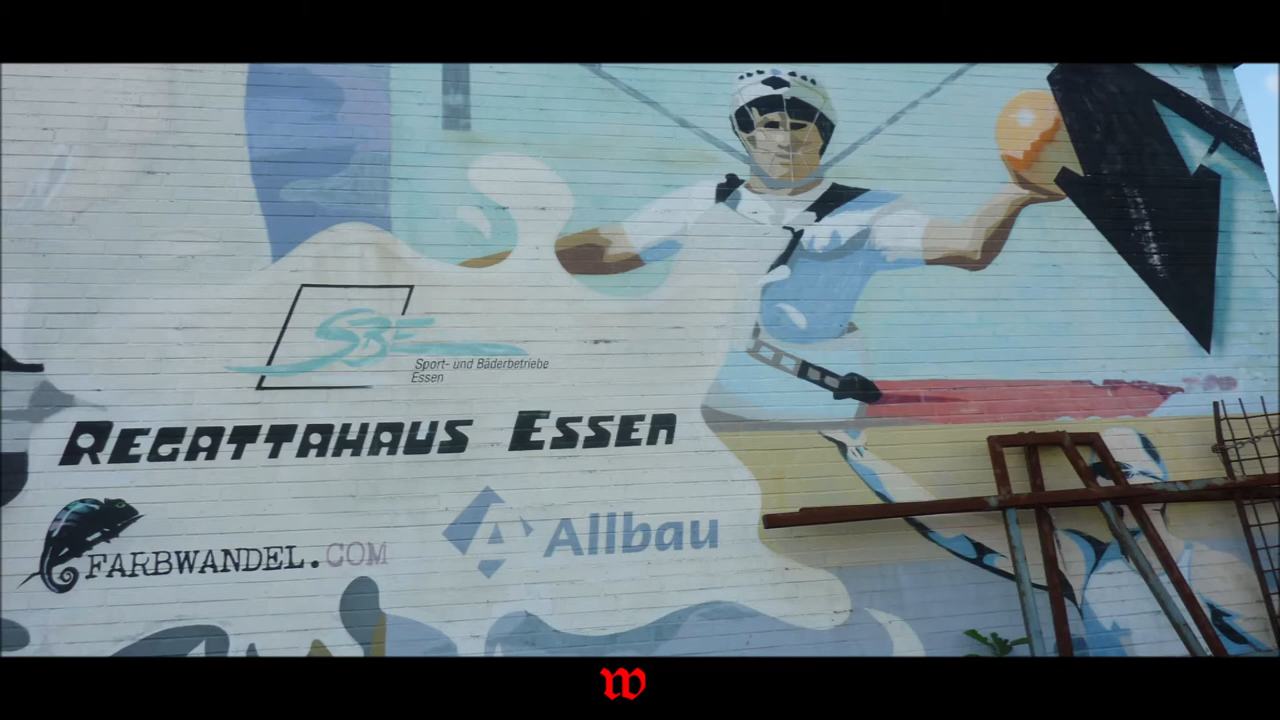 SBE
Sport- und Bäderbetriebe
Essen
REGATTAHAUS ESSEN
FARBWANDEL.COM
A Allbau
W